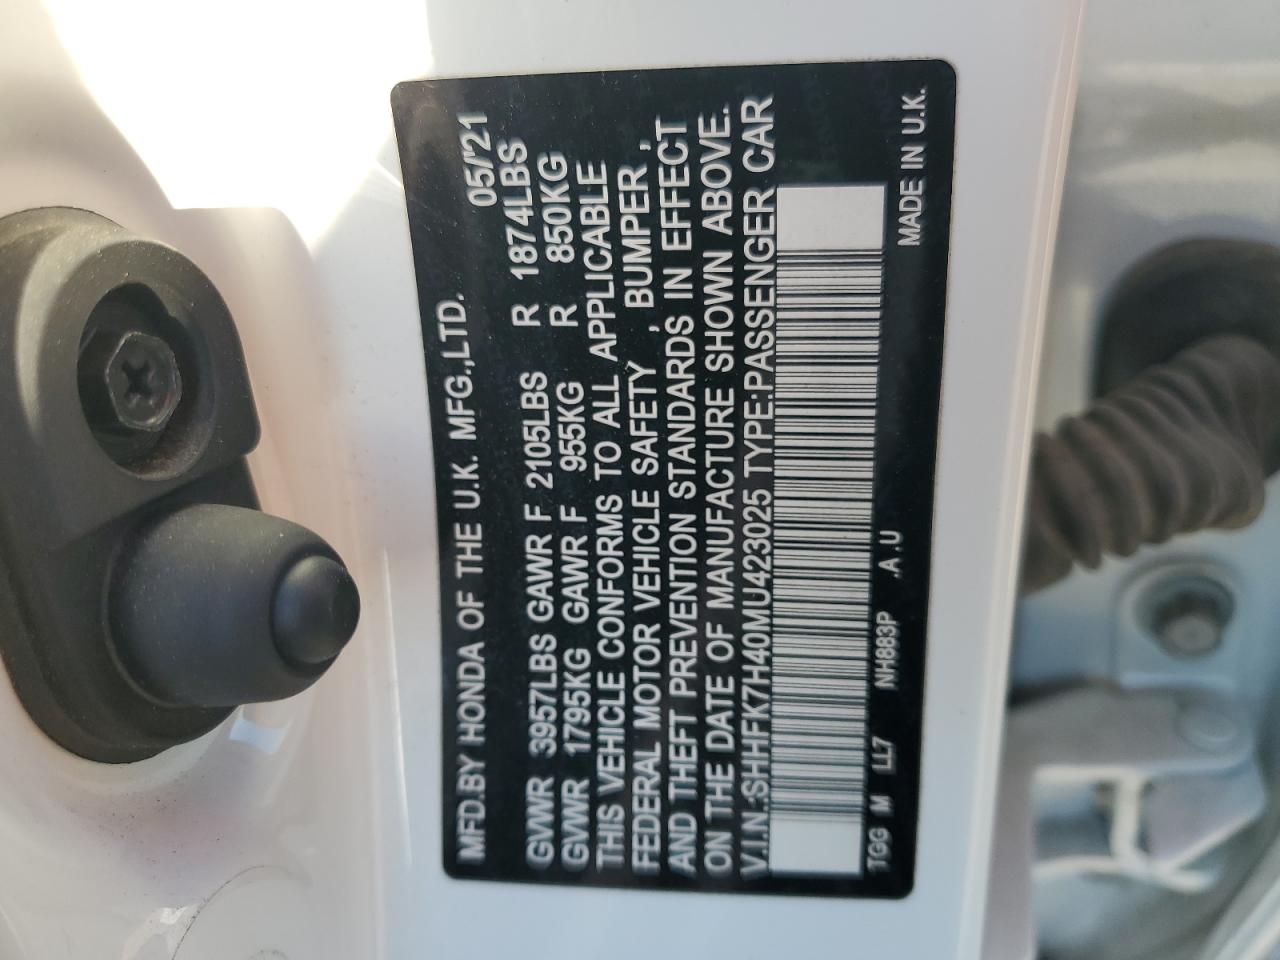 MFD.BY HONDA OF THE U.K. MFG.,LTD. 05/'21
GVWR 3957LBS GAWR F 2105LBS R 1874LBS
GVWR 1795KG GAWR F 955KG R 850KG
THIS VEHICLE CONFORMS TO ALL APPLICABLE
FEDERAL MOTOR VEHICLE SAFETY , BUMPER ,
AND THEFT PREVENTION STANDARDS IN EFFECT
ON THE DATE OF MANUFACTURE SHOWN ABOVE.
V.I.N.:SHHFK7H40MU423025 TYPE:PASSENGER CAR
TGG M LL7 NH883P .A.U MADE IN U.K.